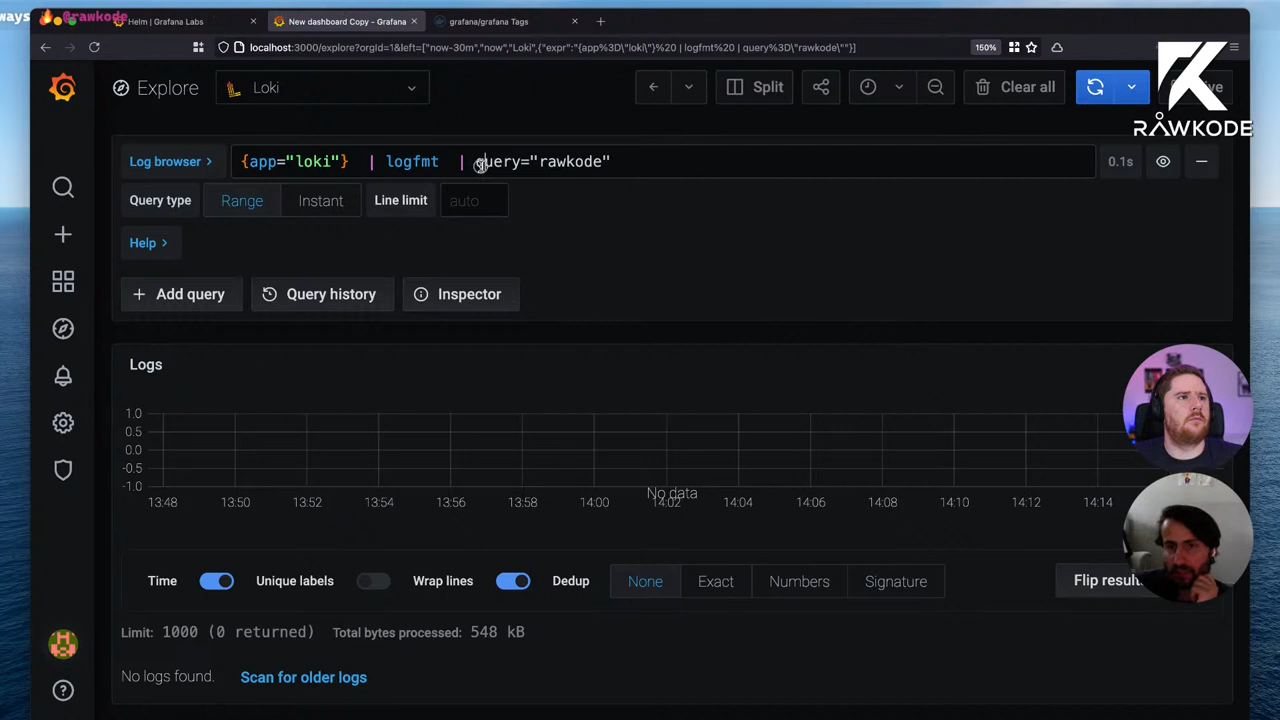 ways
@rawkode
Helm | Grafana Labs
New dashboard Copy - Grafana
grafana/grafana Tags
localhost:3000/explore?orgId=1&left=["now-30m","now","Loki",{"expr":"{app%3D\"loki\"}%20 | logfmt%20 | query%3D\"rawkode\""}]
150%
Explore
Loki
Split
Clear all
RAWKODE
Log browser
{app="loki"} | logfmt | query="rawkode"
0.1s
Query type
Range
Instant
Line limit
auto
Help
Add query
Query history
Inspector
Logs
1.0
0.5
0.0
-0.5
-1.0
No data
13:48 13:50 13:52 13:54 13:56 13:58 14:00 14:02 14:04 14:06 14:08 14:10 14:12 14:14
Time
Unique labels
Wrap lines
Dedup
None
Exact
Numbers
Signature
Flip resul
Limit: 1000 (0 returned) Total bytes processed: 548 kB
No logs found. Scan for older logs